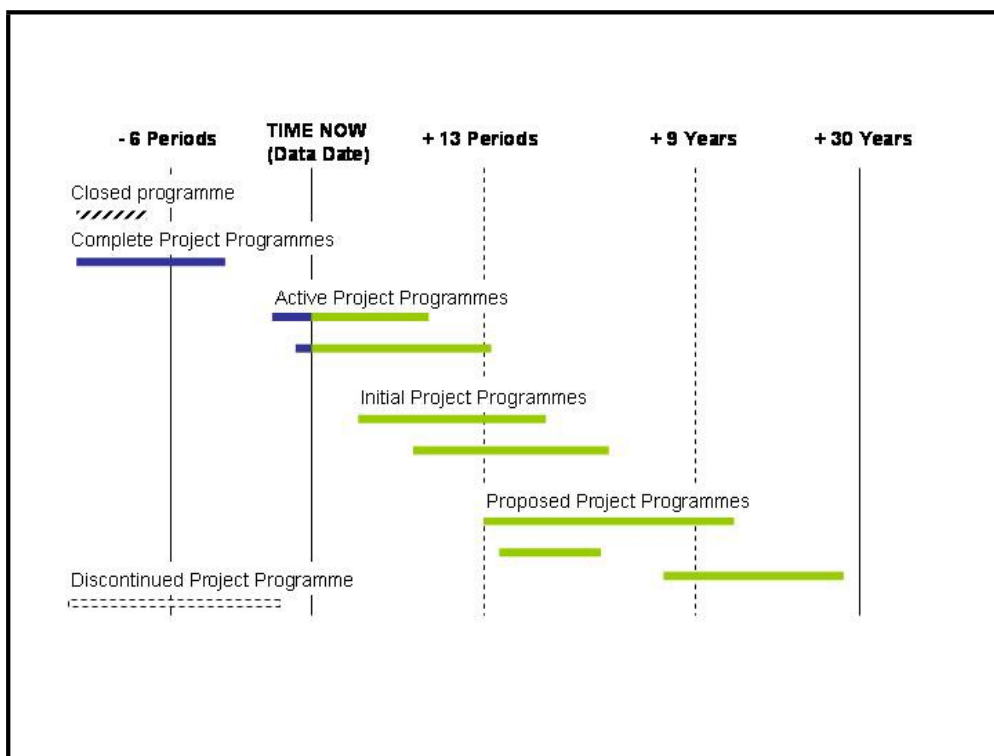 - 6 Periods
TIME NOW
(Data Date)
+ 13 Periods
+ 9 Years
+ 30 Years
Closed programme
Complete Project Programmes
Active Project Programmes
Initial Project Programmes
Proposed Project Programmes
Discontinued Project Programme